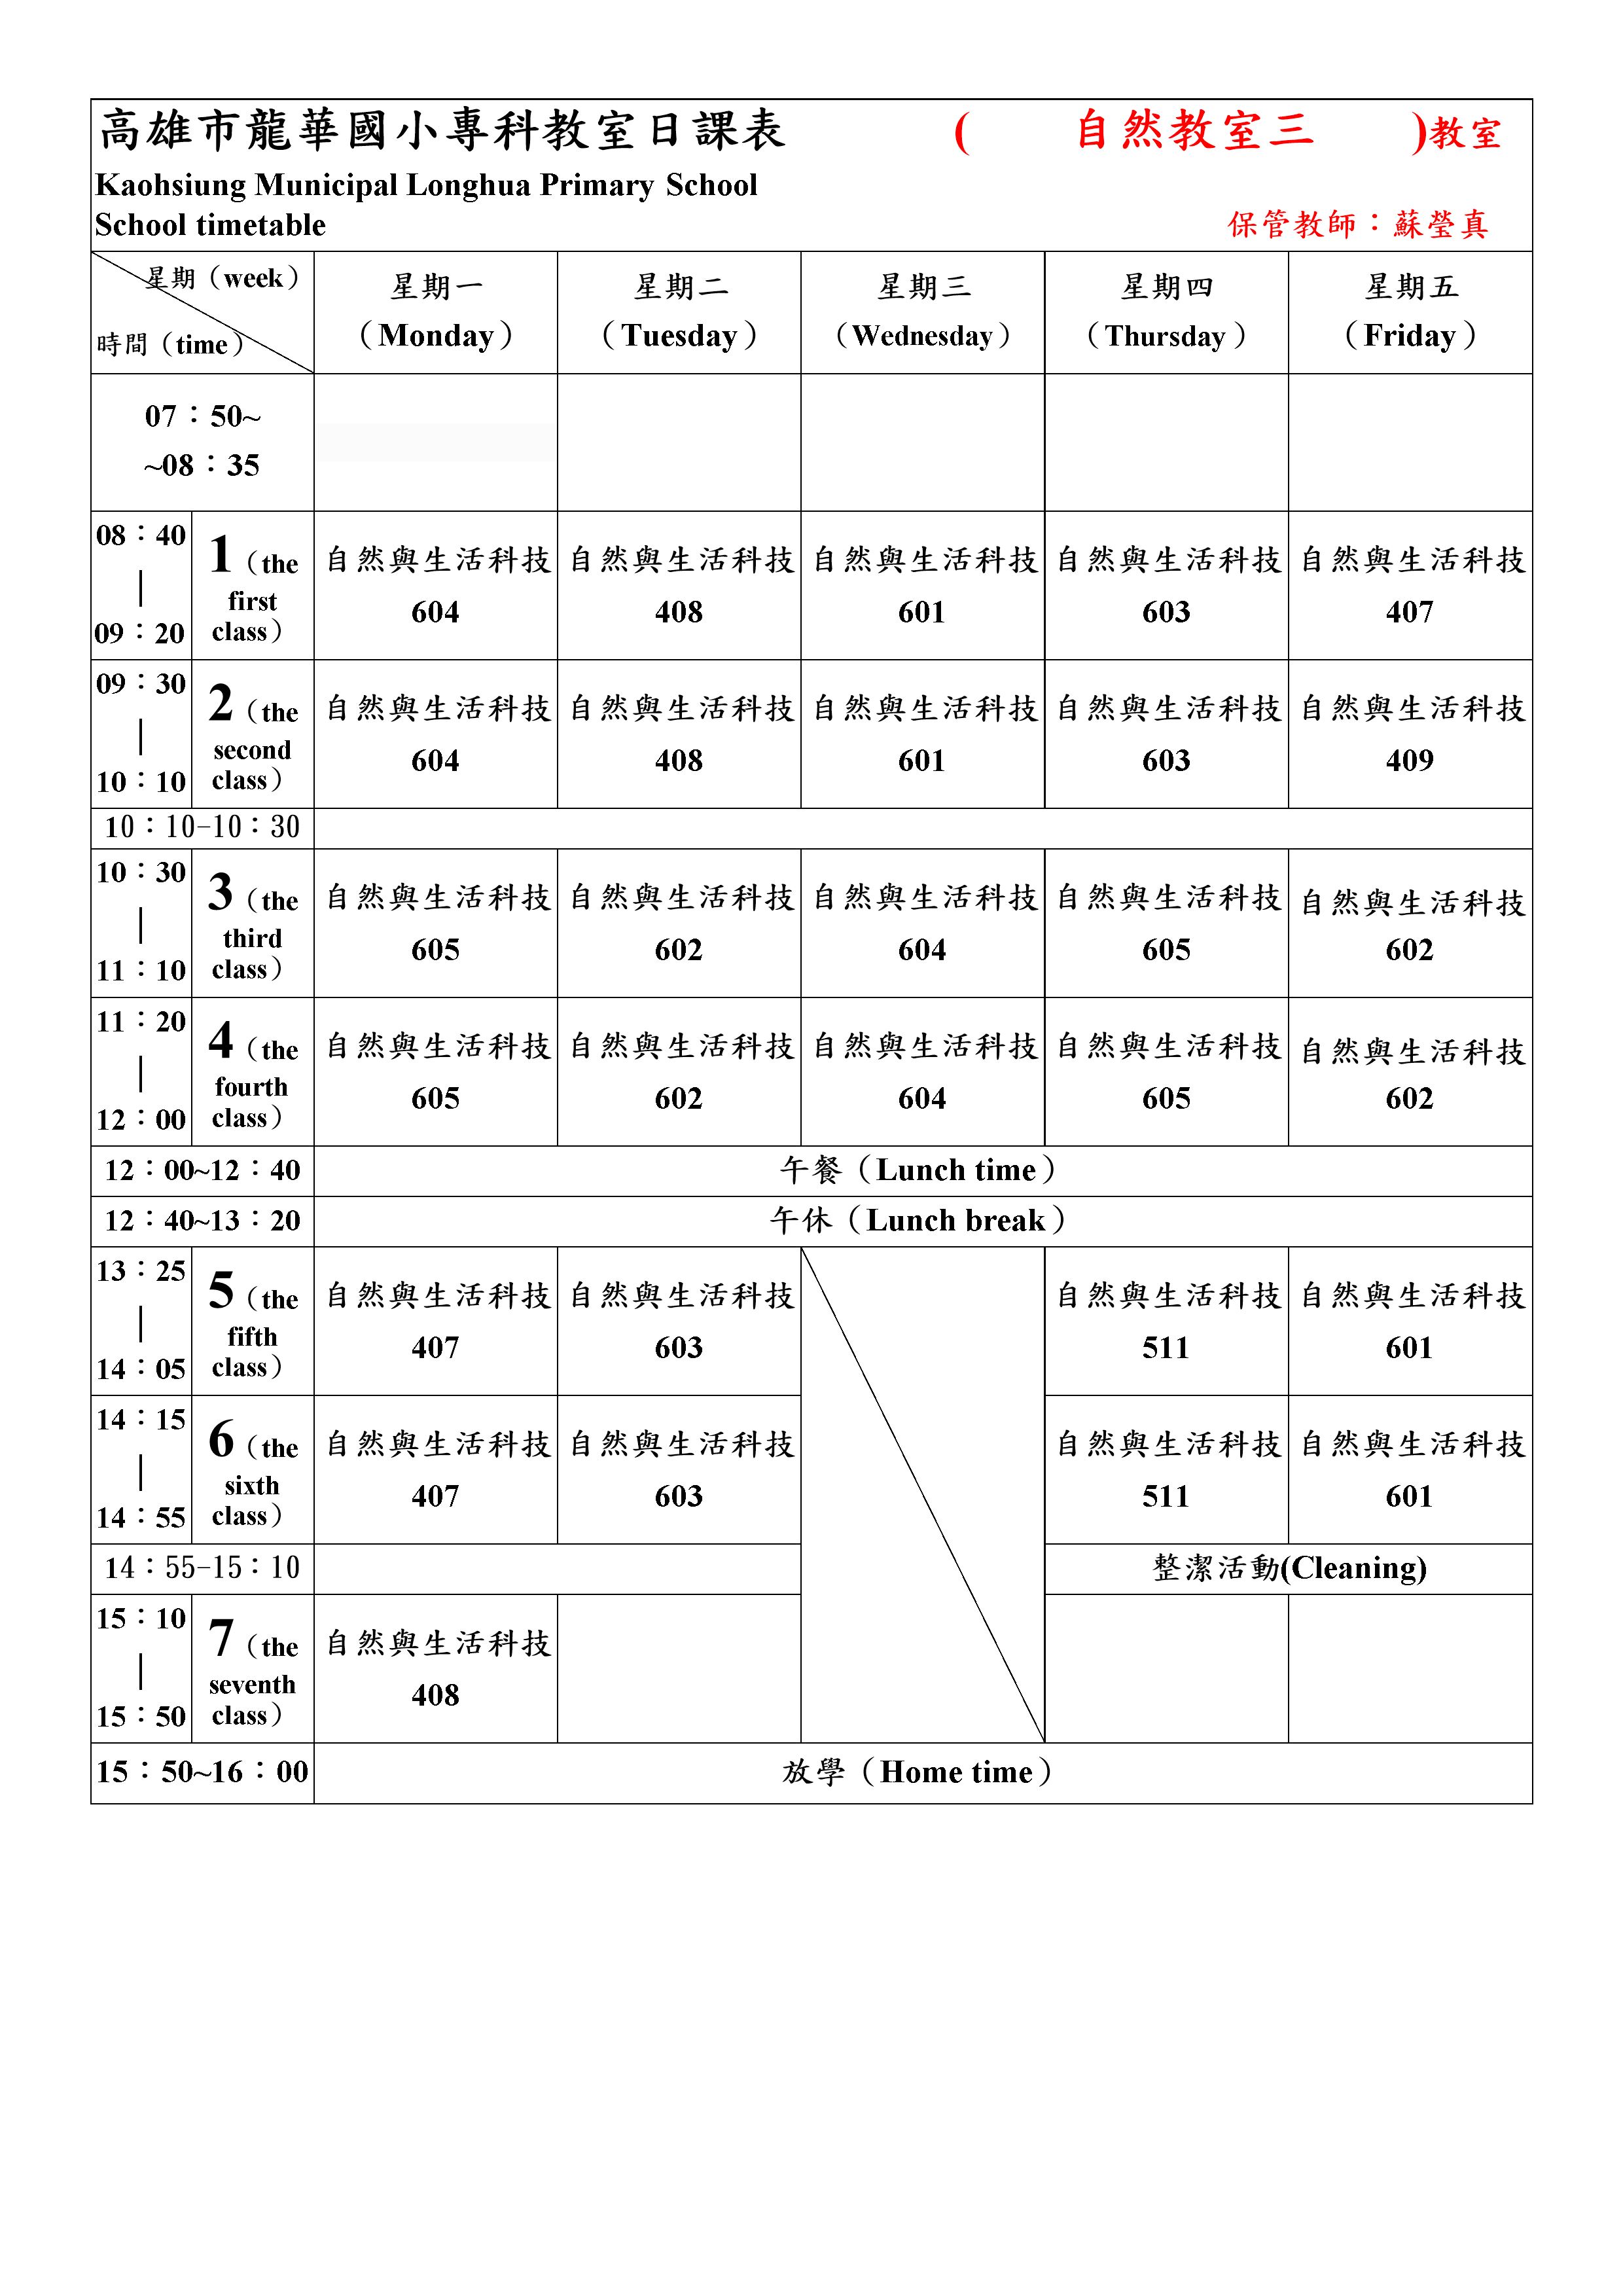 高雄市龍華國小專科教室日課表 ( 自然教室三 )教室
Kaohsiung Municipal Longhua Primary School
School timetable 保管教師：蘇瑩真
星期（week） 星期一 星期二 星期三 星期四 星期五
時間（time） （Monday） （Tuesday） （Wednesday） （Thursday） （Friday）
07：50~
~08：35
08：40 | 09：20 1（the first class） 自然與生活科技 604 自然與生活科技 408 自然與生活科技 601 自然與生活科技 603 自然與生活科技 407
09：30 | 10：10 2（the second class） 自然與生活科技 604 自然與生活科技 408 自然與生活科技 601 自然與生活科技 603 自然與生活科技 409
10：10-10：30
10：30 | 11：10 3（the third class） 自然與生活科技 605 自然與生活科技 602 自然與生活科技 604 自然與生活科技 605 自然與生活科技 602
11：20 | 12：00 4（the fourth class） 自然與生活科技 605 自然與生活科技 602 自然與生活科技 604 自然與生活科技 605 自然與生活科技 602
12：00~12：40 午餐（Lunch time）
12：40~13：20 午休（Lunch break）
13：25 | 14：05 5（the fifth class） 自然與生活科技 407 自然與生活科技 603 自然與生活科技 511 自然與生活科技 601
14：15 | 14：55 6（the sixth class） 自然與生活科技 407 自然與生活科技 603 自然與生活科技 511 自然與生活科技 601
14：55-15：10 整潔活動(Cleaning)
15：10 | 15：50 7（the seventh class） 自然與生活科技 408
15：50~16：00 放學（Home time）